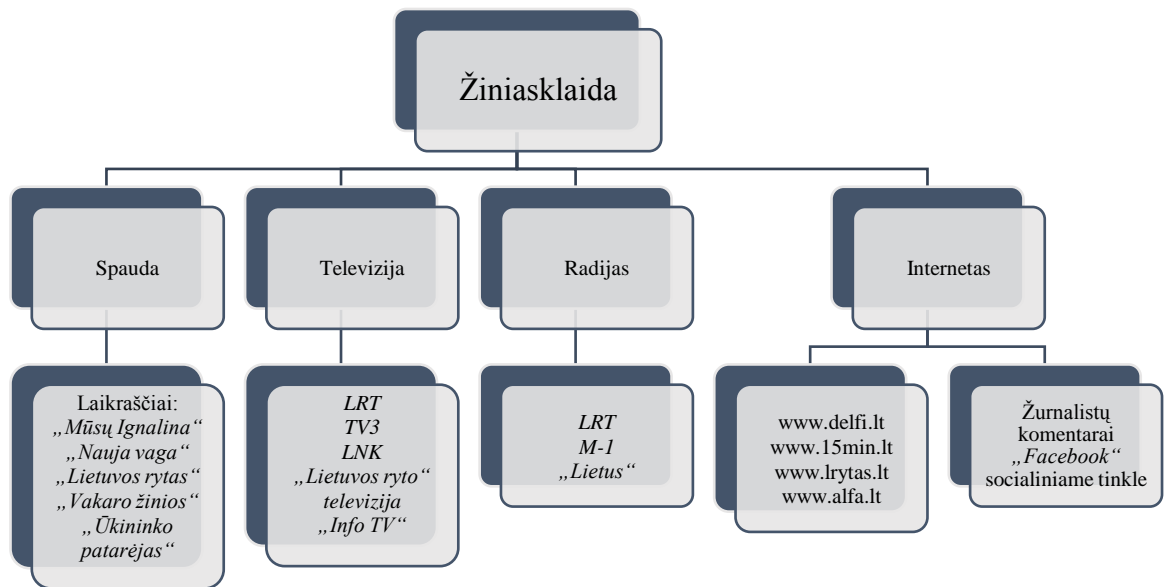 Žiniasklaida
Spauda
Televizija
Radijas
Internetas
Laikraščiai:
„Mūsų Ignalina“
„Nauja vaga“
„Lietuvos rytas“
„Vakaro žinios“
„Ūkininko
patarėjas“
LRT
TV3
LNK
„Lietuvos ryto“
televizija
„Info TV“
LRT
M-1
„Lietus“
www.delfi.lt
www.15min.lt
www.lrytas.lt
www.alfa.lt
Žurnalistų
komentarai
„Facebook“
socialiniame tinkle